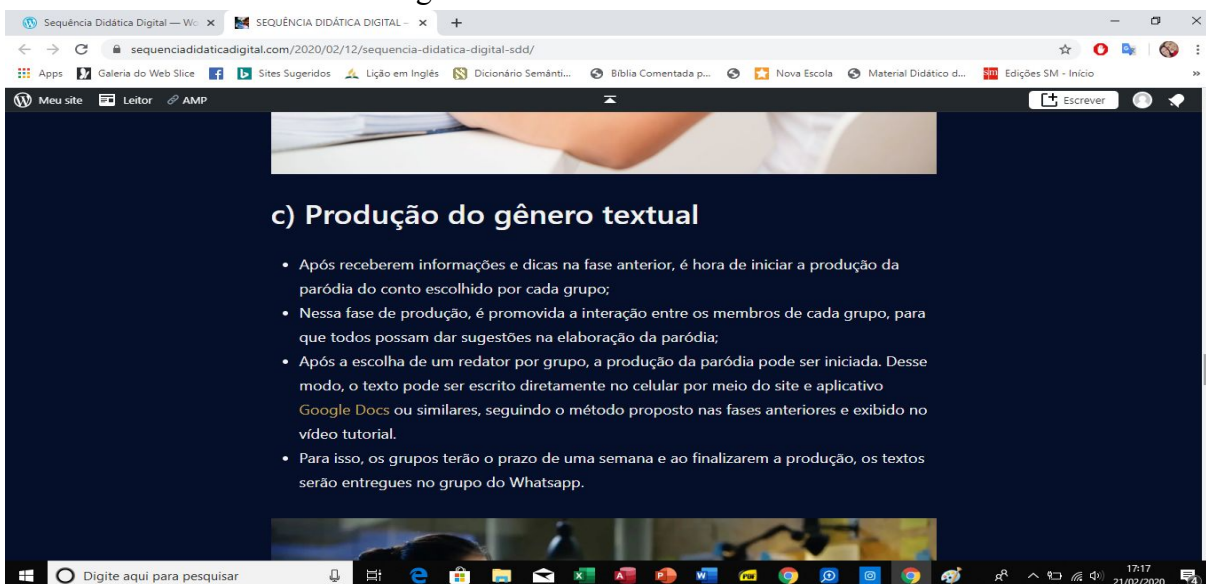 Sequência Didática Digital — Wo
SEQUÊNCIA DIDÁTICA DIGITAL –
sequenciadidaticadigital.com/2020/02/12/sequencia-didatica-digital-sdd/
Apps Galeria do Web Slice Sites Sugeridos Lição em Inglês Dicionário Semânti... Bíblia Comentada p... Nova Escola Material Didático d... Edições SM - Início
Meu site Leitor AMP Escrever
c) Produção do gênero textual
• Após receberem informações e dicas na fase anterior, é hora de iniciar a produção da
paródia do conto escolhido por cada grupo;
• Nessa fase de produção, é promovida a interação entre os membros de cada grupo, para
que todos possam dar sugestões na elaboração da paródia;
• Após a escolha de um redator por grupo, a produção da paródia pode ser iniciada. Desse
modo, o texto pode ser escrito diretamente no celular por meio do site e aplicativo
Google Docs ou similares, seguindo o método proposto nas fases anteriores e exibido no
vídeo tutorial.
• Para isso, os grupos terão o prazo de uma semana e ao finalizarem a produção, os textos
serão entregues no grupo do Whatsapp.
Digite aqui para pesquisar
17:17
21/02/2020